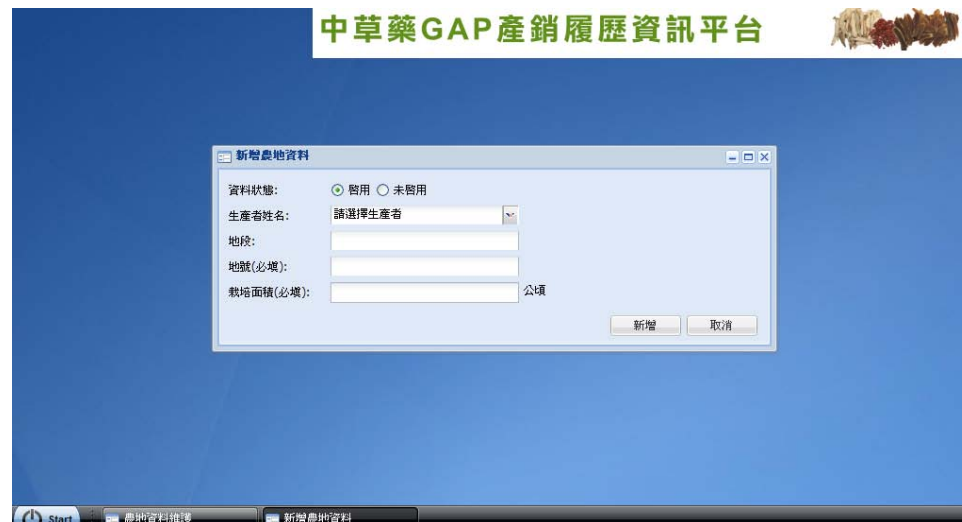 中草藥GAP產銷履歷資訊平台
新增農地資料
資料狀態: 啓用 未啓用
生產者姓名: 請選擇生產者
地段:
地號(必填):
栽培面積(必填): 公頃
新增 取消
Start 農地資料維護 新增農地資料